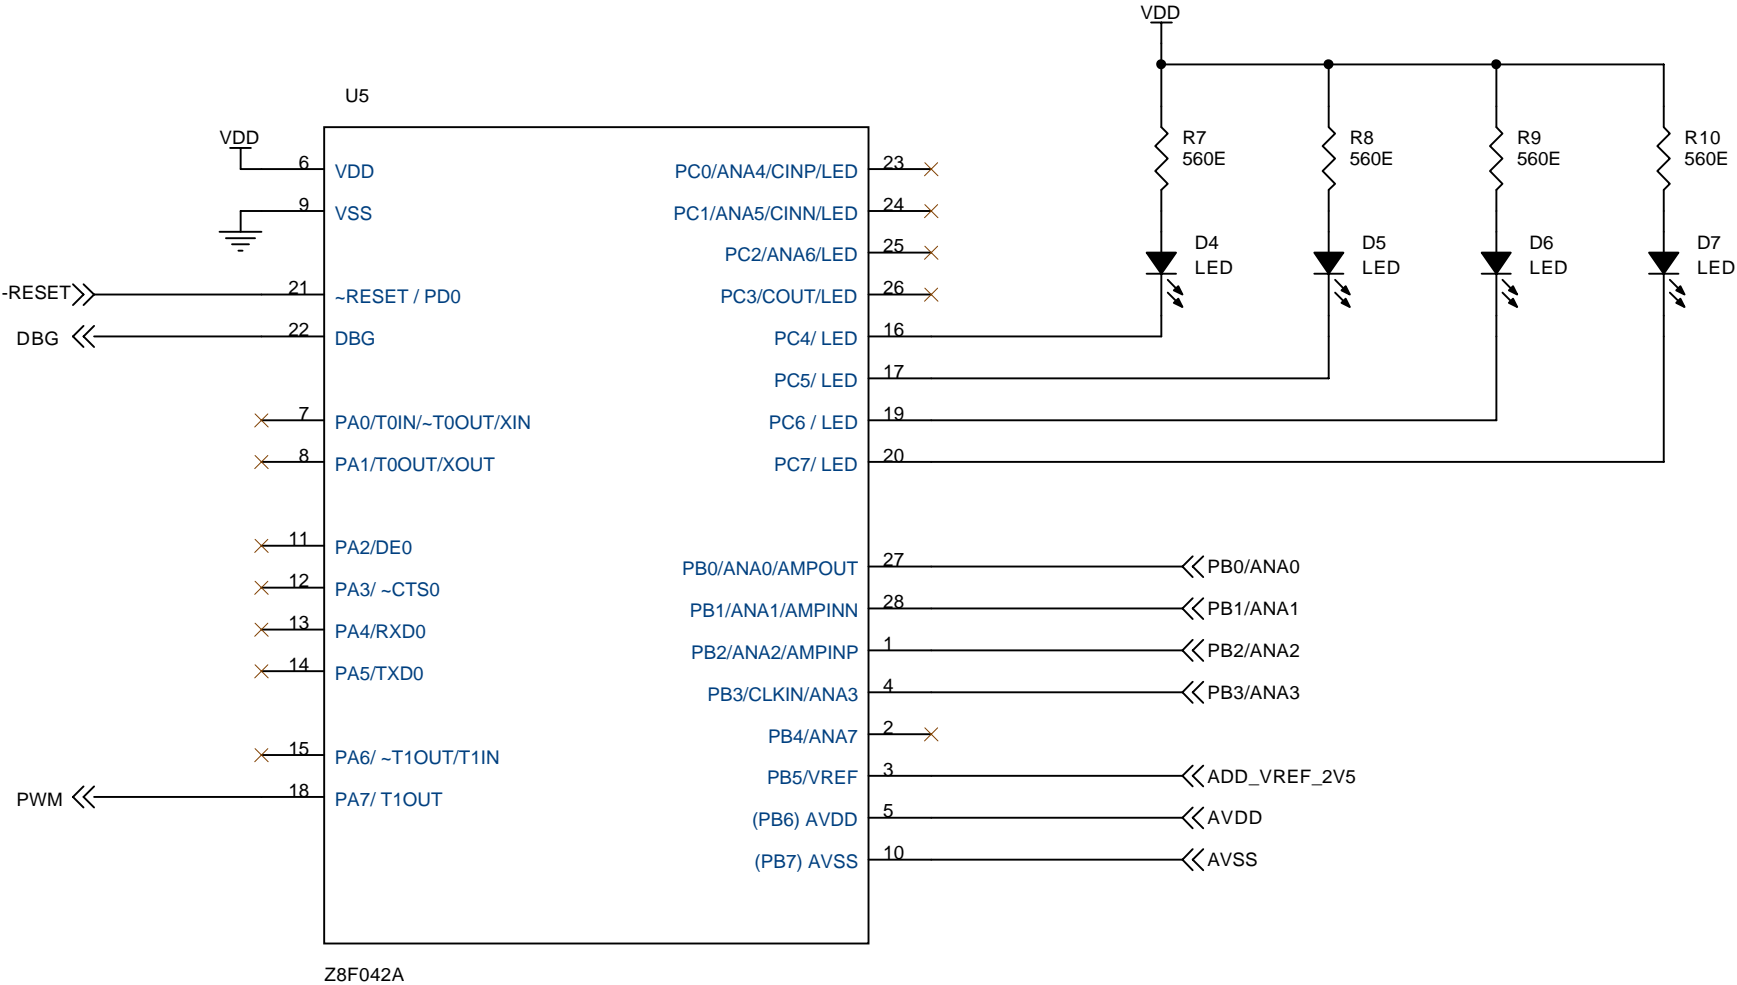 VDD
U5
VDD
6 VDD
9 VSS
-RESET 21 ~RESET / PD0
DBG 22 DBG
7 PA0/T0IN/~T0OUT/XIN
8 PA1/T0OUT/XOUT
11 PA2/DE0
12 PA3/ ~CTS0
13 PA4/RXD0
14 PA5/TXD0
15 PA6/ ~T1OUT/T1IN
PWM 18 PA7/ T1OUT
PC0/ANA4/CINP/LED 23
PC1/ANA5/CINN/LED 24
PC2/ANA6/LED 25
PC3/COUT/LED 26
PC4/ LED 16
PC5/ LED 17
PC6 / LED 19
PC7/ LED 20
PB0/ANA0/AMPOUT 27 PB0/ANA0
PB1/ANA1/AMPINN 28 PB1/ANA1
PB2/ANA2/AMPINP 1 PB2/ANA2
PB3/CLKIN/ANA3 4 PB3/ANA3
PB4/ANA7 2
PB5/VREF 3 ADD_VREF_2V5
(PB6) AVDD 5 AVDD
(PB7) AVSS 10 AVSS
R7
560E
R8
560E
R9
560E
R10
560E
D4
LED
D5
LED
D6
LED
D7
LED
Z8F042A